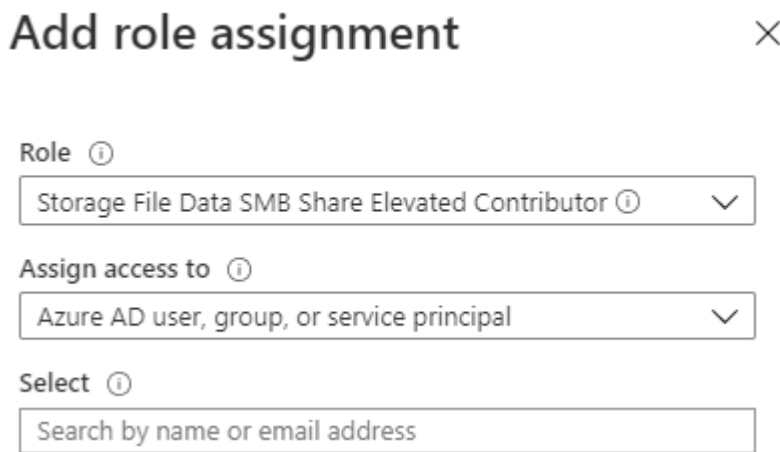 Add role assignment
Role
Storage File Data SMB Share Elevated Contributor
Assign access to
Azure AD user, group, or service principal
Select
Search by name or email address